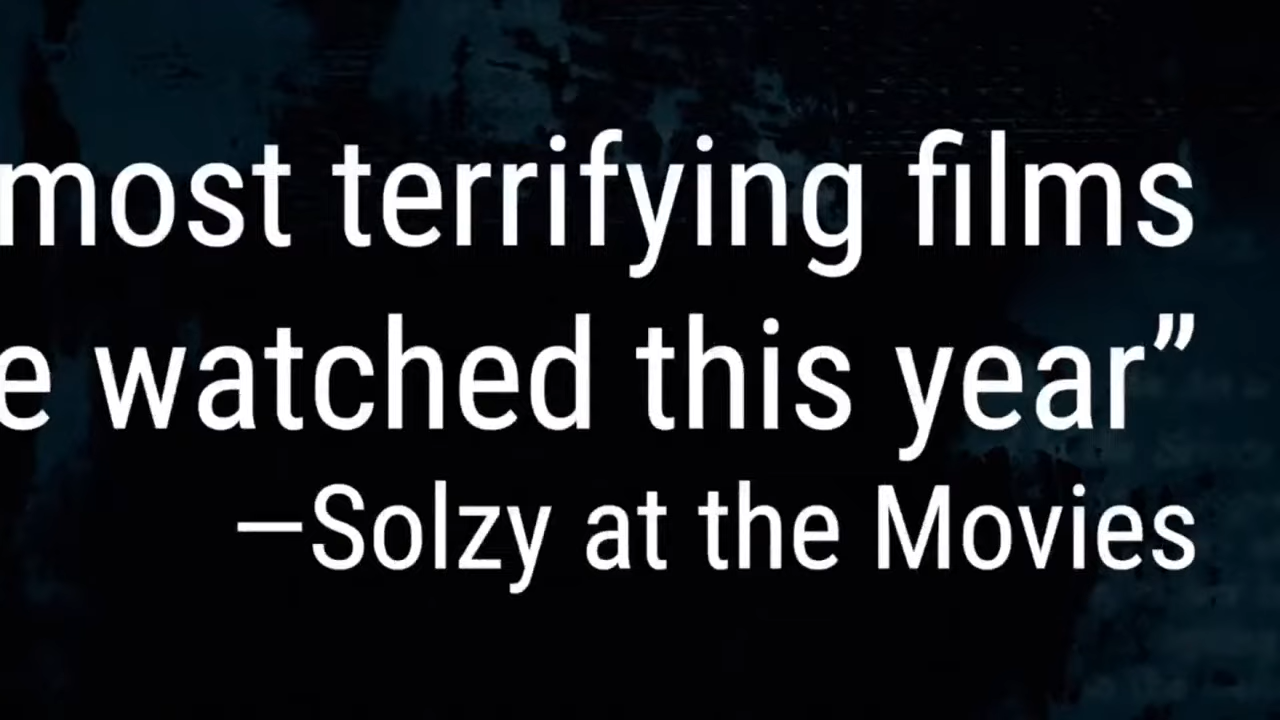 most terrifying films
e watched this year”
—Solzy at the Movies